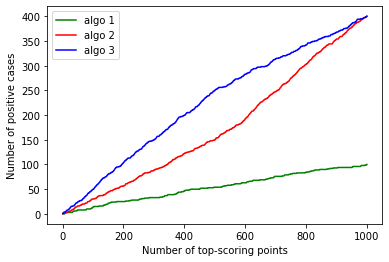 400
350
300
250
200
150
100
50
0
Number of positive cases
algo 1
algo 2
algo 3
0 200 400 600 800 1000
Number of top-scoring points